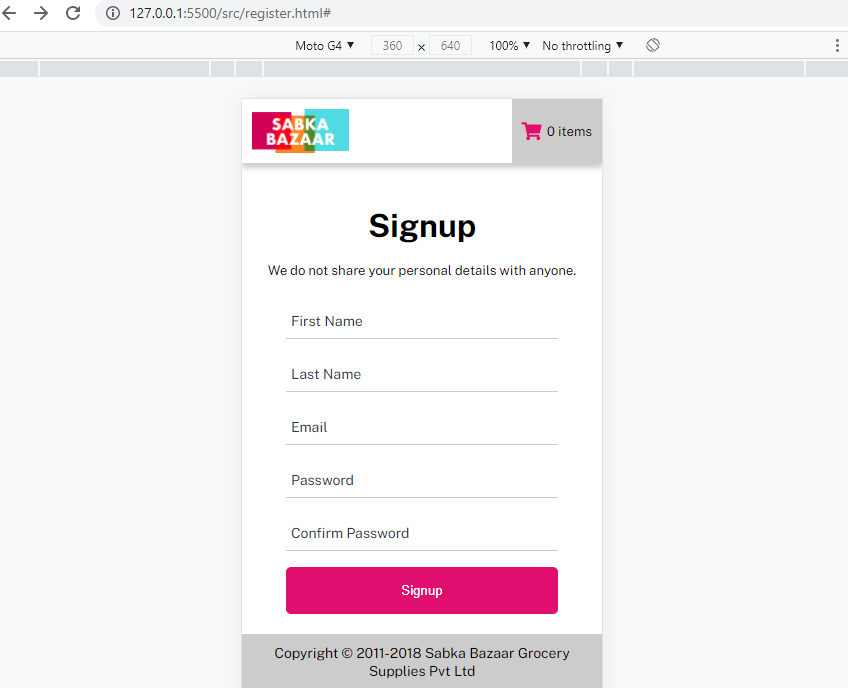 127.0.0.1:5500/src/register.html#
Moto G4 ▼ 360 x 640 100% ▼ No throttling ▼
SABKA
BAZAAR
0 items
Signup
We do not share your personal details with anyone.
First Name
Last Name
Email
Password
Confirm Password
Signup
Copyright © 2011-2018 Sabka Bazaar Grocery
Supplies Pvt Ltd